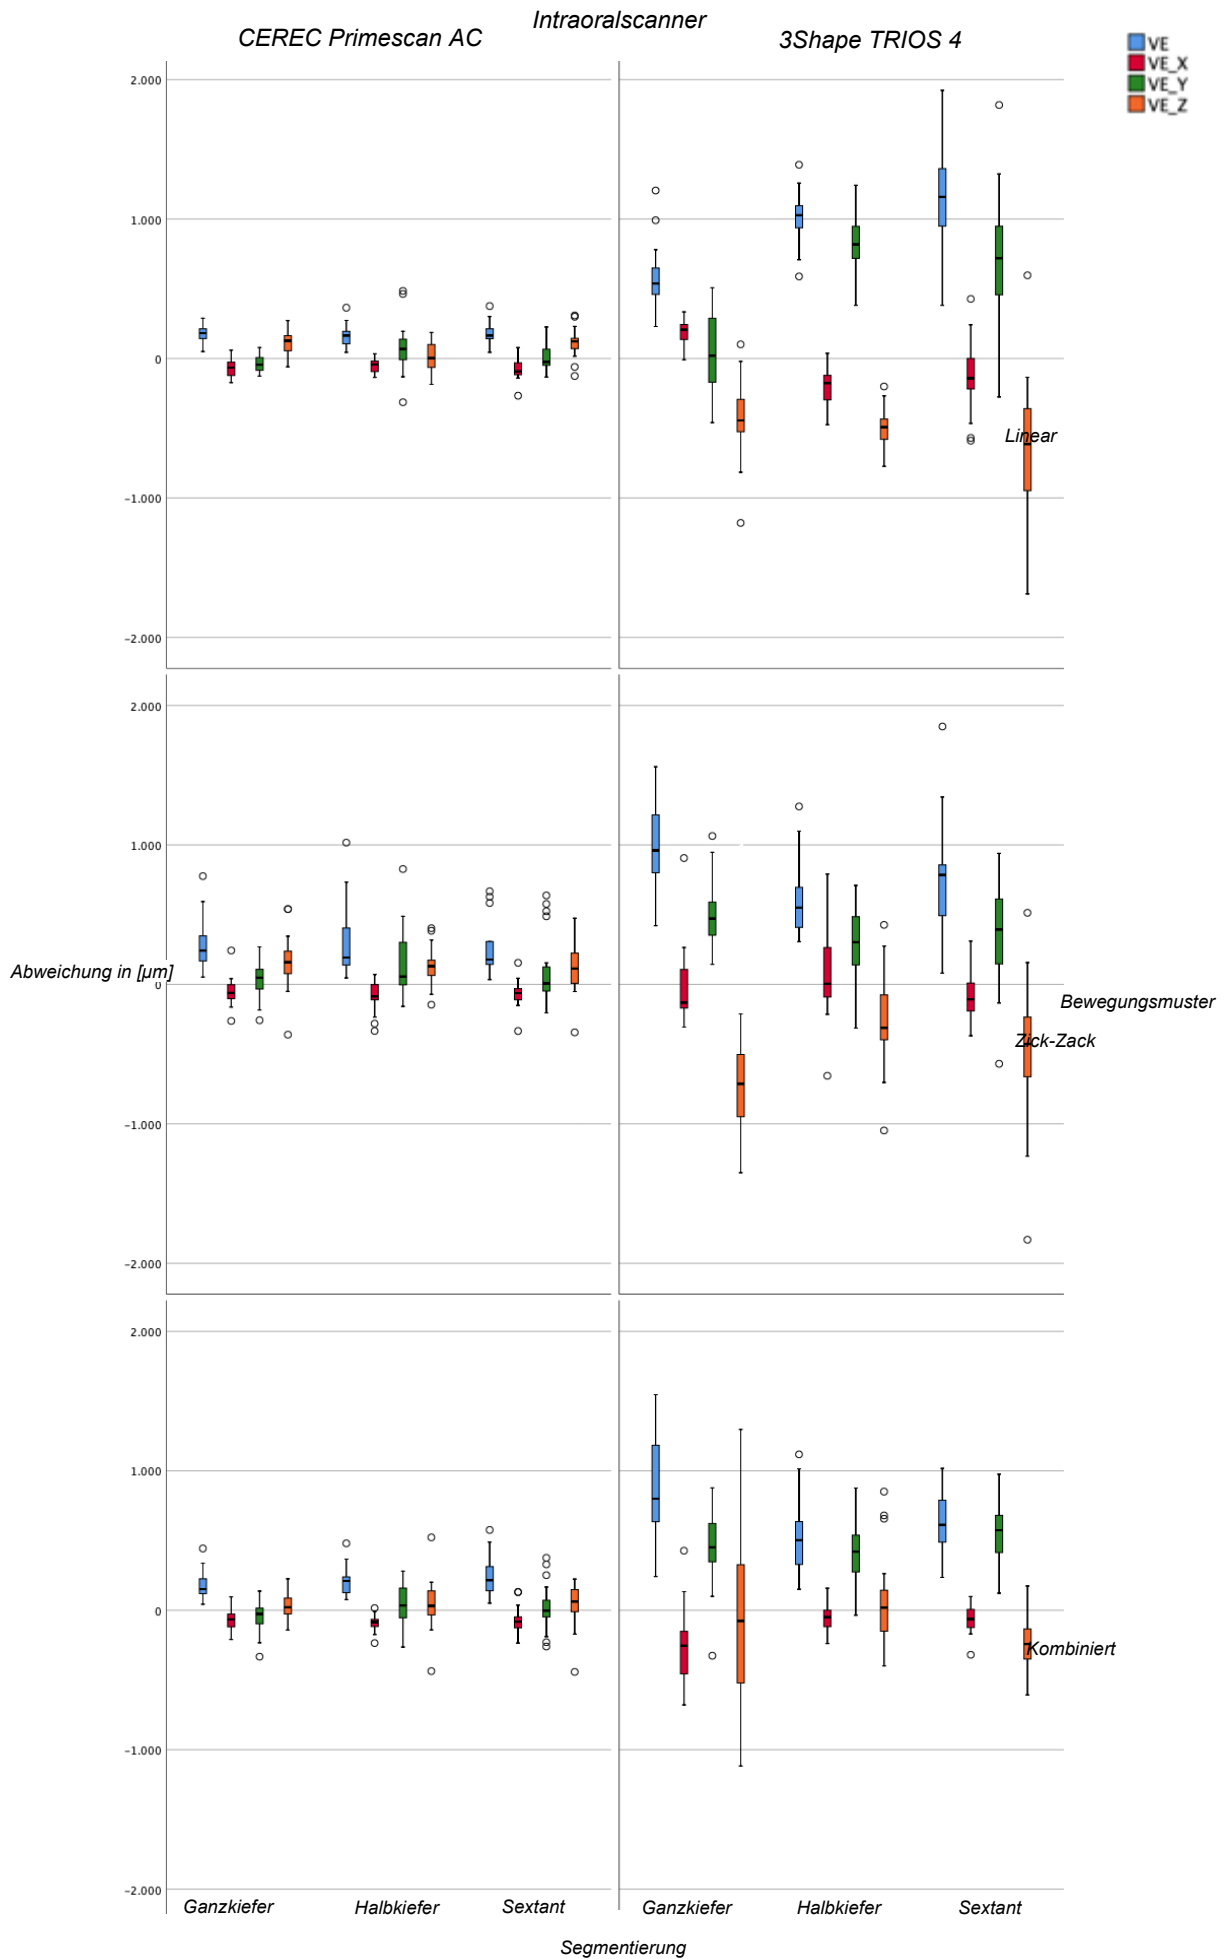 Intraoralscanner
CEREC Primescan AC
3Shape TRIOS 4
VE
VE_X
VE_Y
VE_Z
2.000
1.000
0
-1.000
-2.000
Linear
2.000
1.000
0
-1.000
-2.000
Abweichung in [µm]
Bewegungsmuster
Zick-Zack
2.000
1.000
0
-1.000
-2.000
Kombiniert
Ganzkiefer Halbkiefer Sextant Ganzkiefer Halbkiefer Sextant
Segmentierung